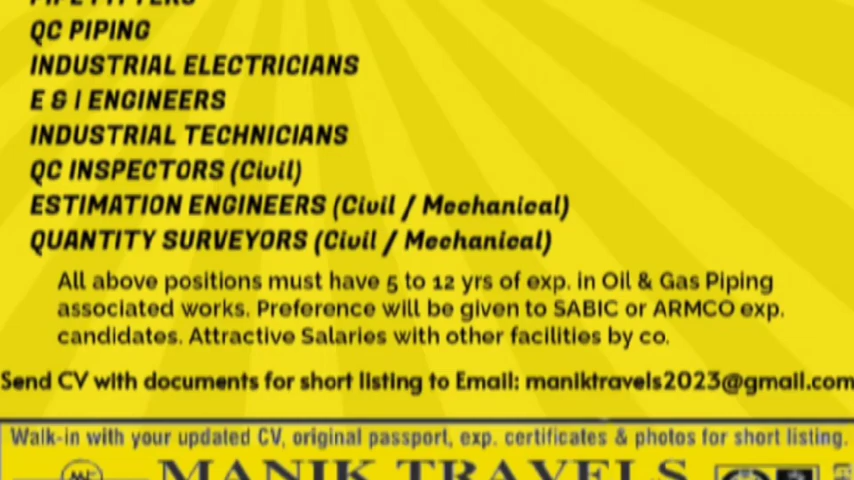 PIPE FITTERS
QC PIPING
INDUSTRIAL ELECTRICIANS
E & I ENGINEERS
INDUSTRIAL TECHNICIANS
QC INSPECTORS (Civil)
ESTIMATION ENGINEERS (Civil / Mechanical)
QUANTITY SURVEYORS (Civil / Mechanical)
All above positions must have 5 to 12 yrs of exp. in Oil & Gas Piping
associated works. Preference will be given to SABIC or ARMCO exp.
candidates. Attractive Salaries with other facilities by co.
Send CV with documents for short listing to Email: maniktravels2023@gmail.com
Walk-in with your updated CV, original passport, exp. certificates & photos for short listing.
MANIK TRAVELS